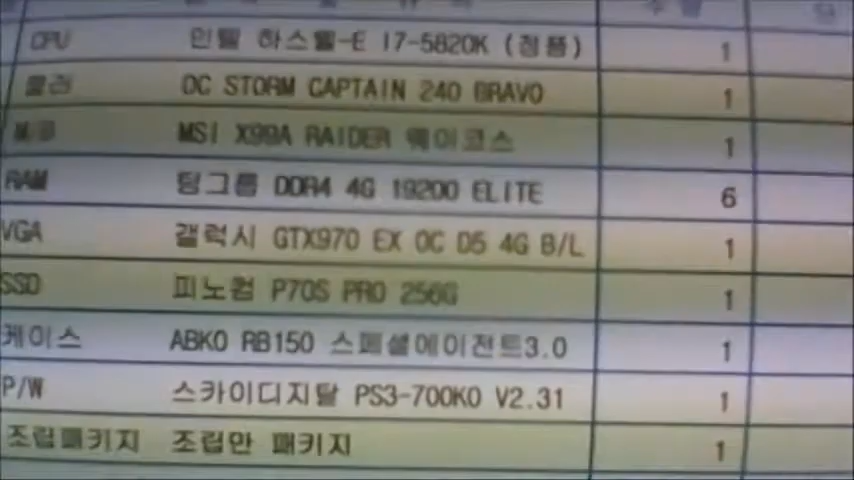 CPU 인텔 하스웰-E I7-5820K (정품) 1
쿨러 OC STORM CAPTAIN 240 BRAVO 1
M/B MSI X99A RAIDER 웨이코스 1
RAM 팀그룹 DDR4 4G 19200 ELITE 6
VGA 갤럭시 GTX970 EX OC D5 4G B/L 1
SSD 피노컴 P70S PRO 256G 1
케이스 ABKO RB150 스페셜에이전트3.0 1
P/W 스카이디지탈 PS3-700KO V2.31 1
조립패키지 조립만 패키지 1